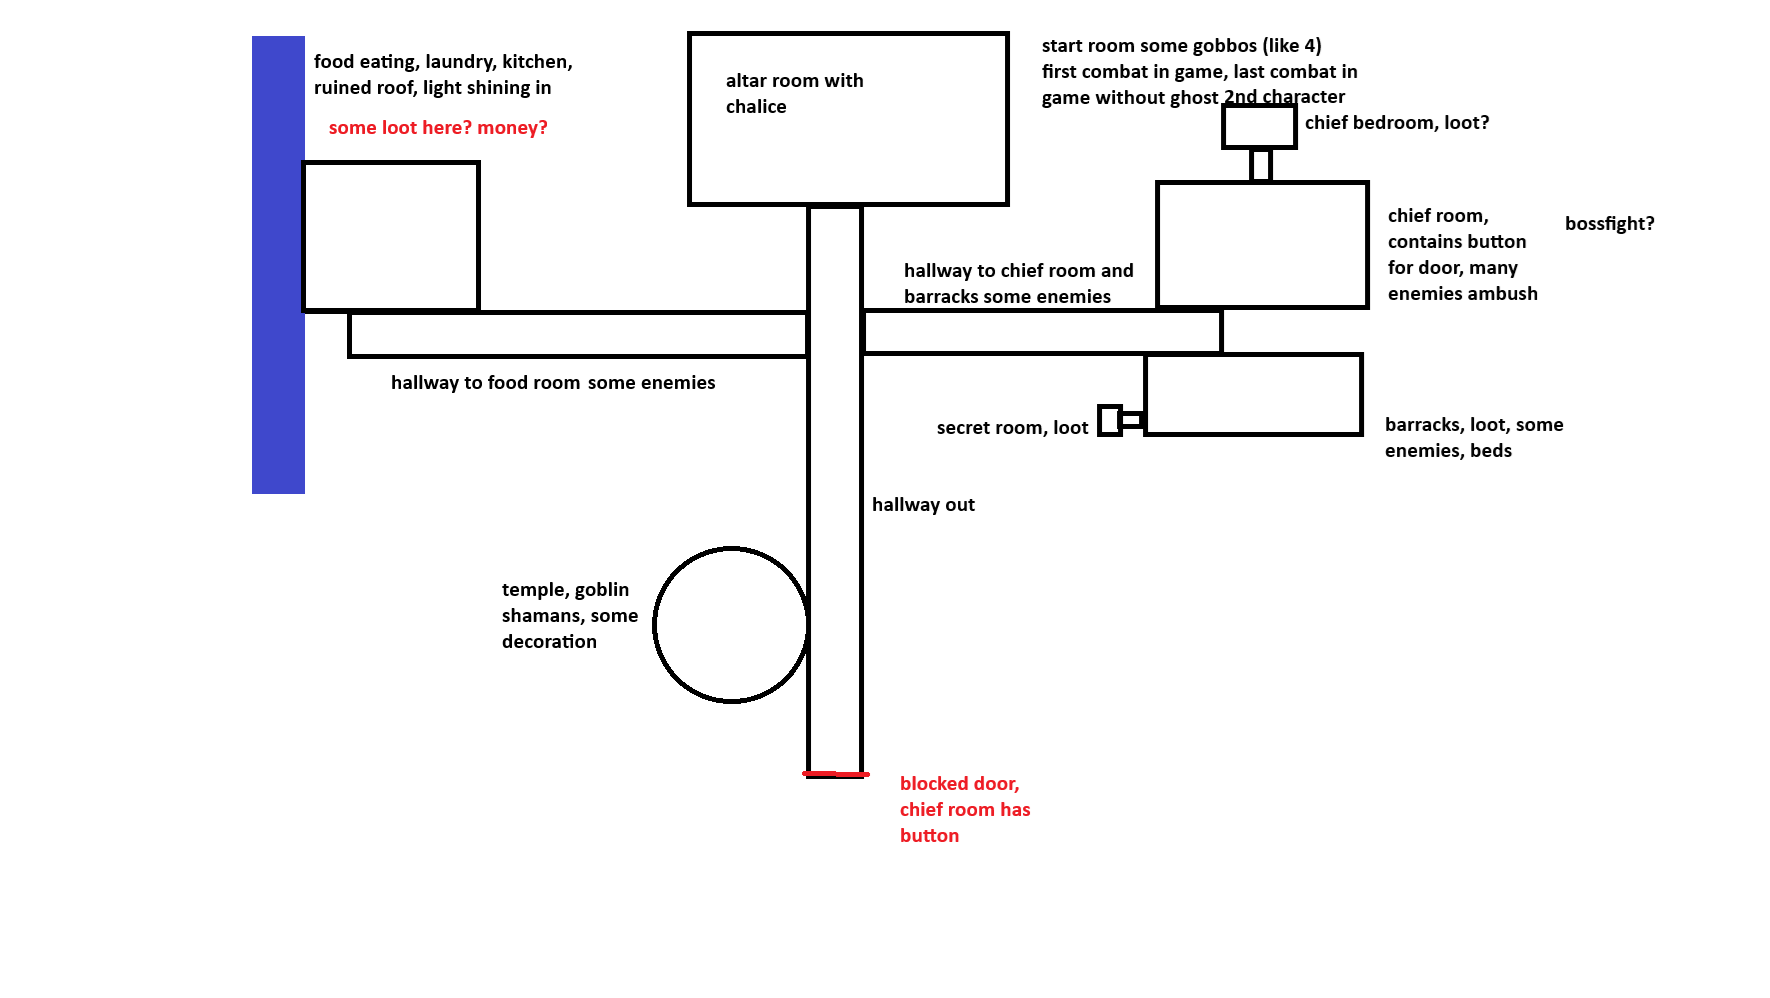 food eating, laundry, kitchen,
ruined roof, light shining in
some loot here? money?
altar room with
chalice
start room some gobbos (like 4)
first combat in game, last combat in
game without ghost 2nd character
chief bedroom, loot?
chief room,
contains button
for door, many
enemies ambush
bossfight?
hallway to chief room and
barracks some enemies
hallway to food room some enemies
secret room, loot
barracks, loot, some
enemies, beds
hallway out
temple, goblin
shamans, some
decoration
blocked door,
chief room has
button